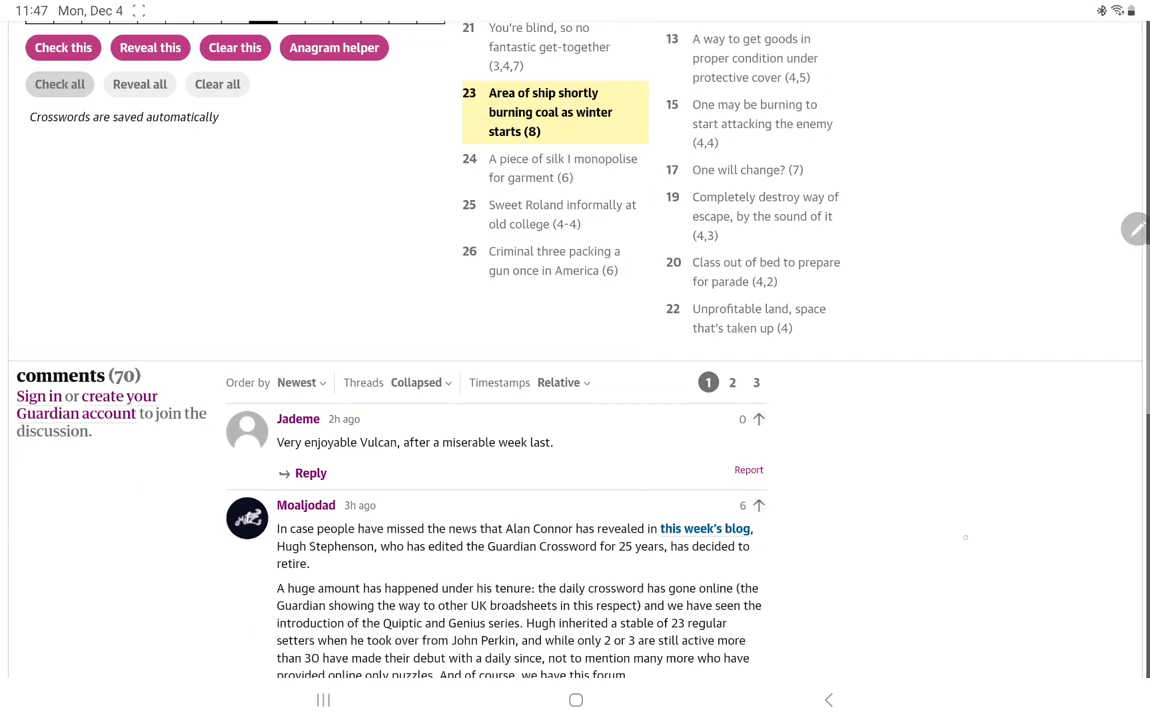 11:47 Mon, Dec 4
Check this
Reveal this
Clear this
Anagram helper
Check all
Reveal all
Clear all
Crosswords are saved automatically
21 You're blind, so no
fantastic get-together
(3,4,7)
23 Area of ship shortly
burning coal as winter
starts (8)
24 A piece of silk I monopolise
for garment (6)
25 Sweet Roland informally at
old college (4-4)
26 Criminal three packing a
gun once in America (6)
13 A way to get goods in
proper condition under
protective cover (4,5)
15 One may be burning to
start attacking the enemy
(4,4)
17 One will change? (7)
19 Completely destroy way of
escape, by the sound of it
(4,3)
20 Class out of bed to prepare
for parade (4,2)
22 Unprofitable land, space
that's taken up (4)
comments (70)
Sign in or create your
Guardian account to join the
discussion.
Order by Newest
Threads Collapsed
Timestamps Relative
1 2 3
Jademe 2h ago
0
Very enjoyable Vulcan, after a miserable week last.
Reply
Report
Moaljodad 3h ago
6
In case people have missed the news that Alan Connor has revealed in this week's blog,
Hugh Stephenson, who has edited the Guardian Crossword for 25 years, has decided to
retire.
A huge amount has happened under his tenure: the daily crossword has gone online (the
Guardian showing the way to other UK broadsheets in this respect) and we have seen the
introduction of the Quiptic and Genius series. Hugh inherited a stable of 23 regular
setters when he took over from John Perkin, and while only 2 or 3 are still active more
than 30 have made their debut with a daily since, not to mention many more who have
provided online only puzzles. And of course, we have this forum.